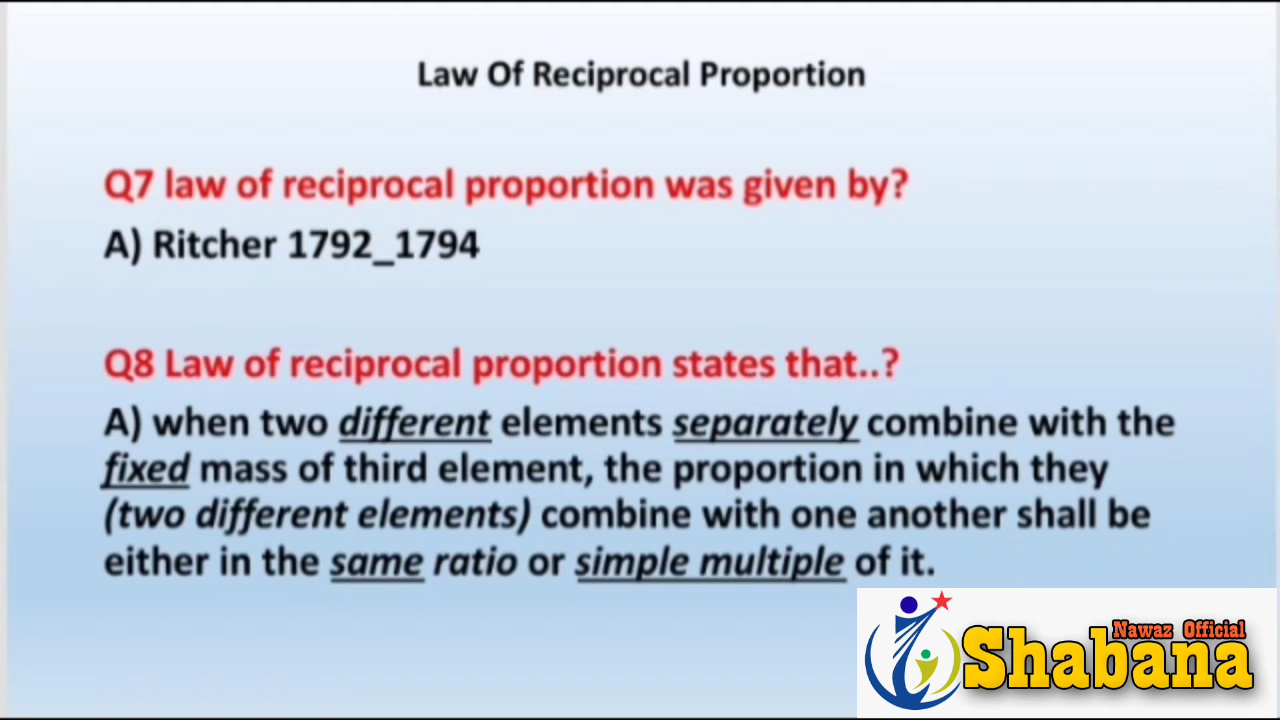 Law Of Reciprocal Proportion
Q7 law of reciprocal proportion was given by?
A) Ritcher 1792_1794
Q8 Law of reciprocal proportion states that..?
A) when two different elements separately combine with the
fixed mass of third element, the proportion in which they
(two different elements) combine with one another shall be
either in the same ratio or simple multiple of it.
Nawaz Official
Shabana